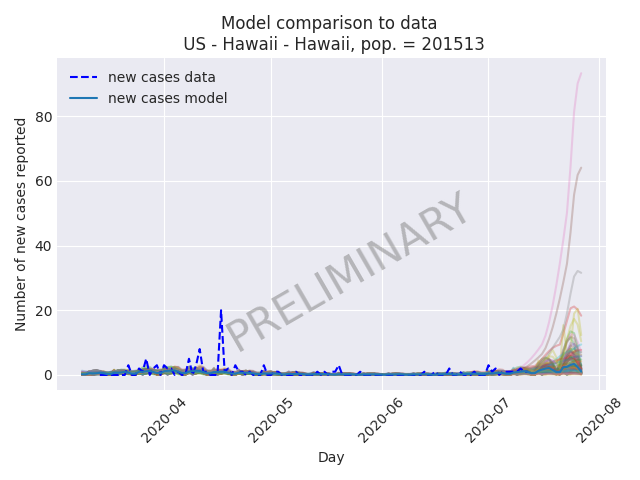 Model comparison to data
US - Hawaii - Hawaii, pop. = 201513
new cases data
new cases model
80
60
40
20
0
Number of new cases reported
PRELIMINARY
2020-04
2020-05
2020-06
2020-07
2020-08
Day